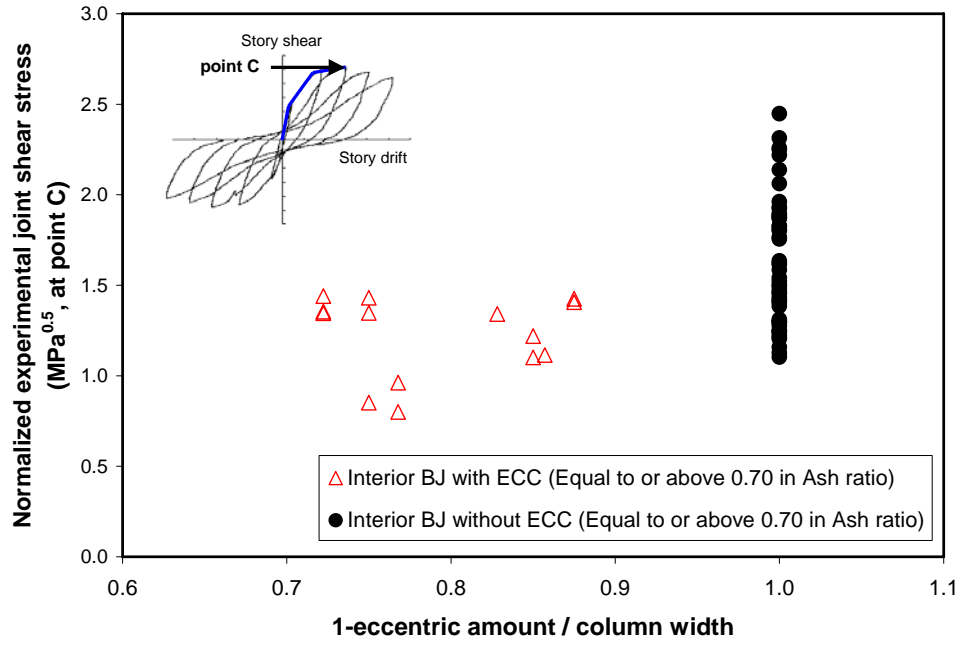 Normalized experimental joint shear stress
(MPa^0.5 , at point C)
3.0
2.5
2.0
1.5
1.0
0.5
0.0
Story shear
point C
Story drift
Interior BJ with ECC (Equal to or above 0.70 in Ash ratio)
Interior BJ without ECC (Equal to or above 0.70 in Ash ratio)
0.6 0.7 0.8 0.9 1.0 1.1
1-eccentric amount / column width